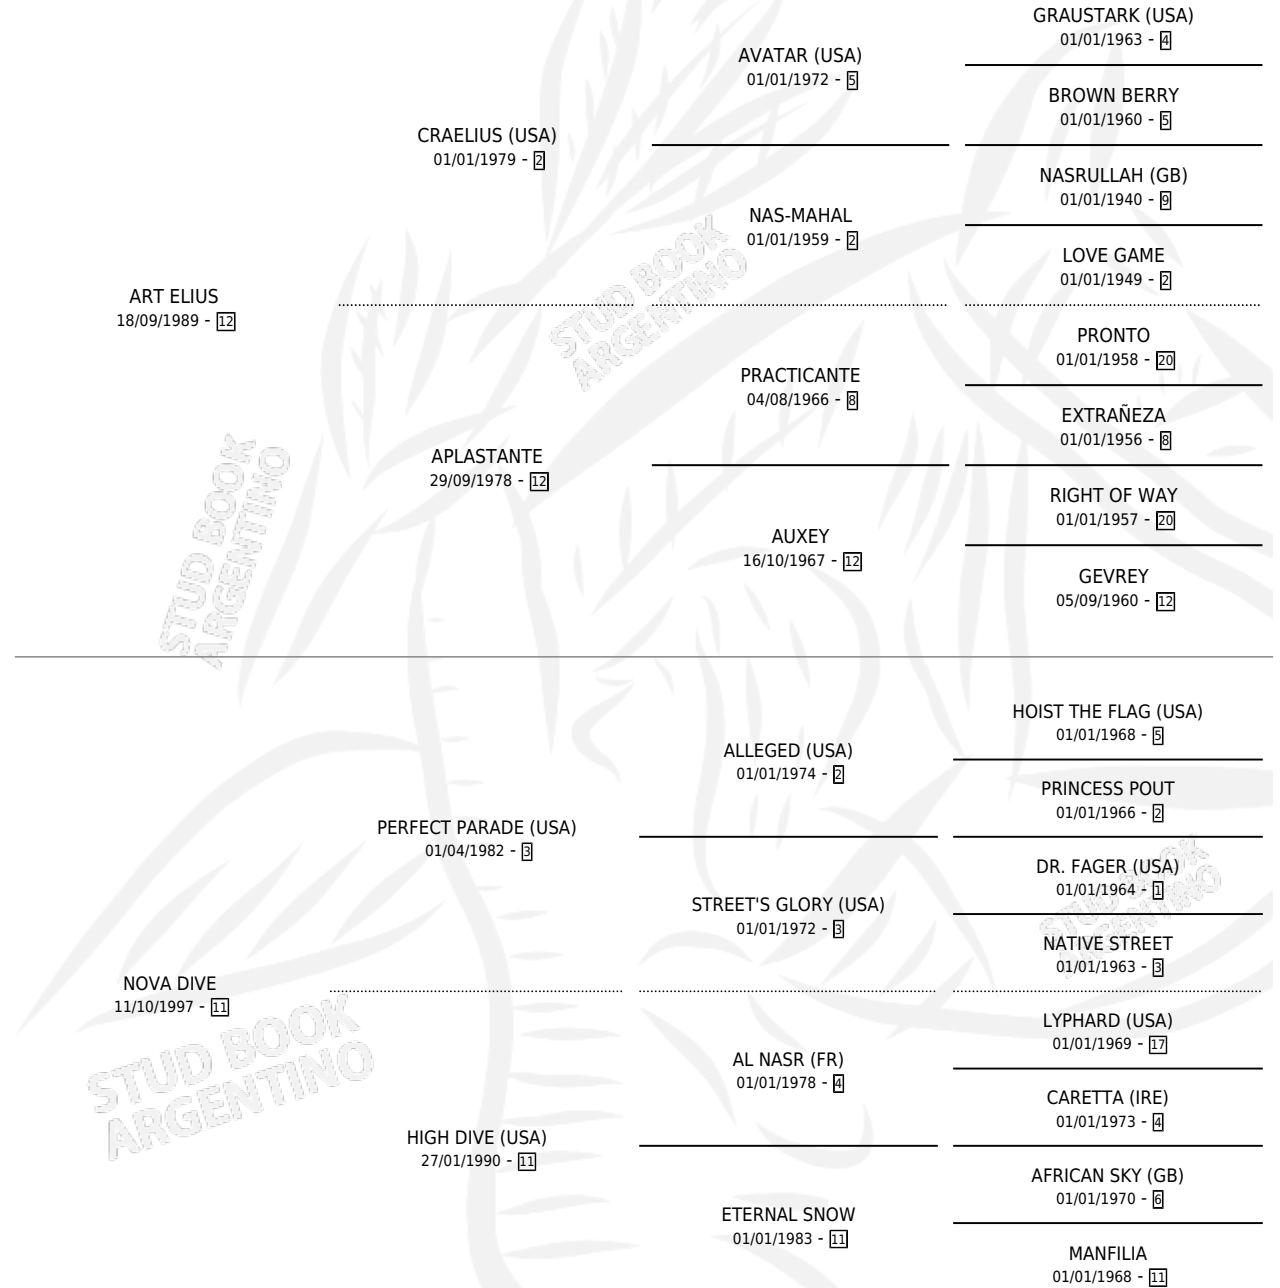 GRAUSTARK (USA)
01/01/1963 - 4
AVATAR (USA)
01/01/1972 - 5
BROWN BERRY
01/01/1960 - 5
CRAELIUS (USA)
01/01/1979 - 2
NASRULLAH (GB)
01/01/1940 - 9
NAS-MAHAL
01/01/1959 - 2
LOVE GAME
01/01/1949 - 2
ART ELIUS
18/09/1989 - 12
PRONTO
01/01/1958 - 20
PRACTICANTE
04/08/1966 - 8
EXTRAÑEZA
01/01/1956 - 8
APLASTANTE
29/09/1978 - 12
RIGHT OF WAY
01/01/1957 - 20
AUXEY
16/10/1967 - 12
GEVREY
05/09/1960 - 12
STUD BOOK
ARGENTINO
STUD BOOK
ARGENTINO
HOIST THE FLAG (USA)
01/01/1968 - 5
ALLEGED (USA)
01/01/1974 - 2
PRINCESS POUT
01/01/1966 - 2
PERFECT PARADE (USA)
01/04/1982 - 3
DR. FAGER (USA)
01/01/1964 - 1
STREET'S GLORY (USA)
01/01/1972 - 3
NATIVE STREET
01/01/1963 - 3
STUD BOOK
ARGENTINO
NOVA DIVE
11/10/1997 - 11
LYPHARD (USA)
01/01/1969 - 17
AL NASR (FR)
01/01/1978 - 4
CARETTA (IRE)
01/01/1973 - 4
STUD BOOK
ARGENTINO
HIGH DIVE (USA)
27/01/1990 - 11
AFRICAN SKY (GB)
01/01/1970 - 6
ETERNAL SNOW
01/01/1983 - 11
MANFILIA
01/01/1968 - 11